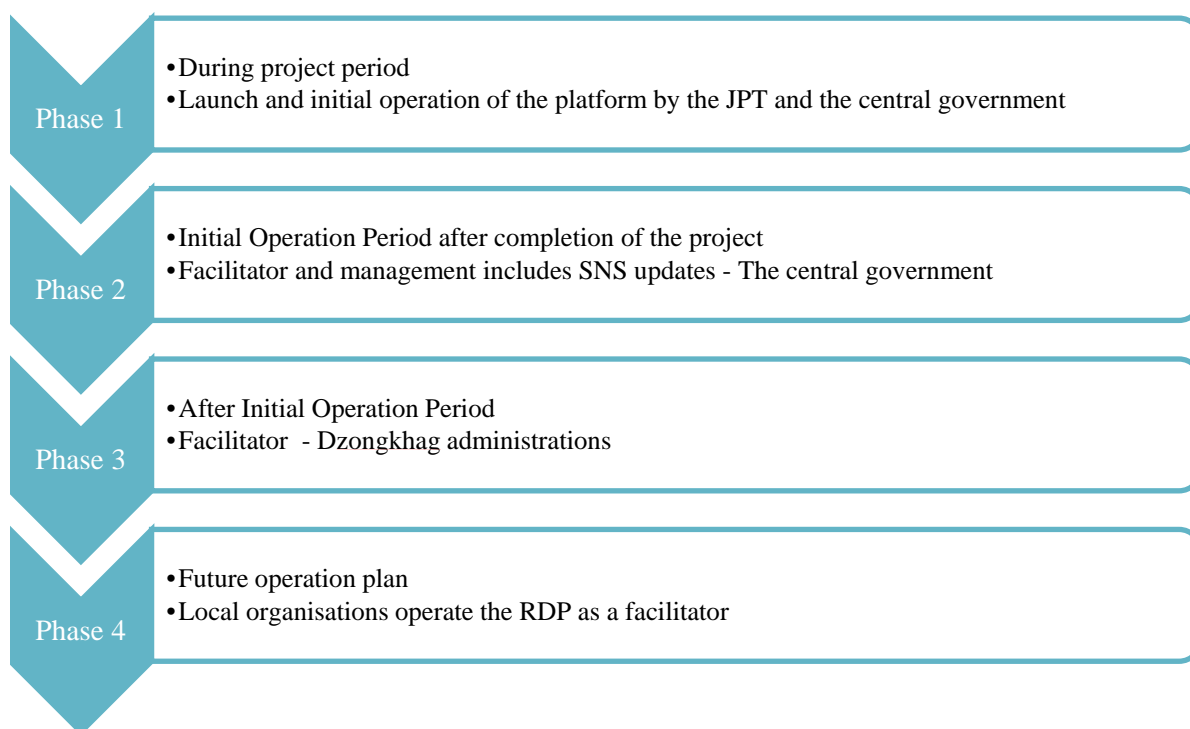 Phase 1
•During project period
•Launch and initial operation of the platform by the JPT and the central government
Phase 2
•Initial Operation Period after completion of the project
•Facilitator and management includes SNS updates - The central government
Phase 3
•After Initial Operation Period
•Facilitator  - Dzongkhag administrations
Phase 4
•Future operation plan
•Local organisations operate the RDP as a facilitator